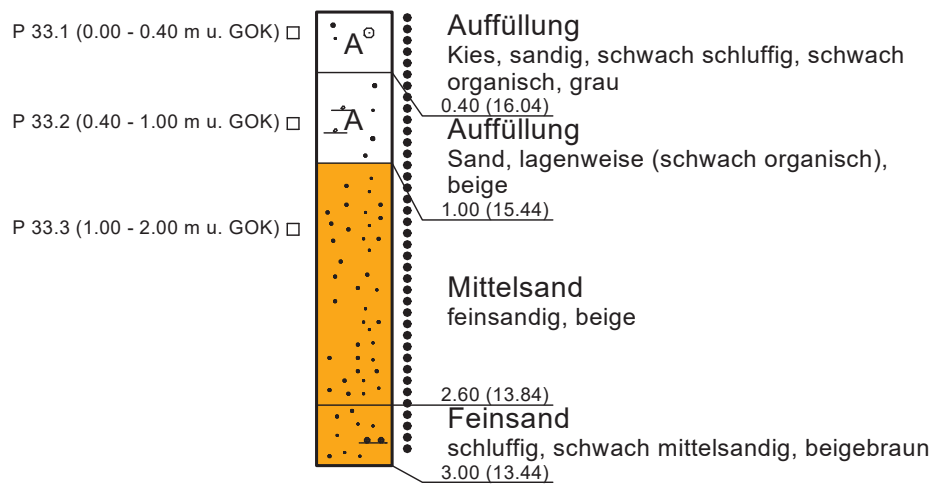 P 33.1 (0.00 - 0.40 m u. GOK)
A
Auffüllung
Kies, sandig, schwach schluffig, schwach
organisch, grau
0.40 (16.04)
P 33.2 (0.40 - 1.00 m u. GOK)
A
Auffüllung
Sand, lagenweise (schwach organisch),
beige
1.00 (15.44)
P 33.3 (1.00 - 2.00 m u. GOK)
Mittelsand
feinsandig, beige
2.60 (13.84)
Feinsand
schluffig, schwach mittelsandig, beigebraun
3.00 (13.44)